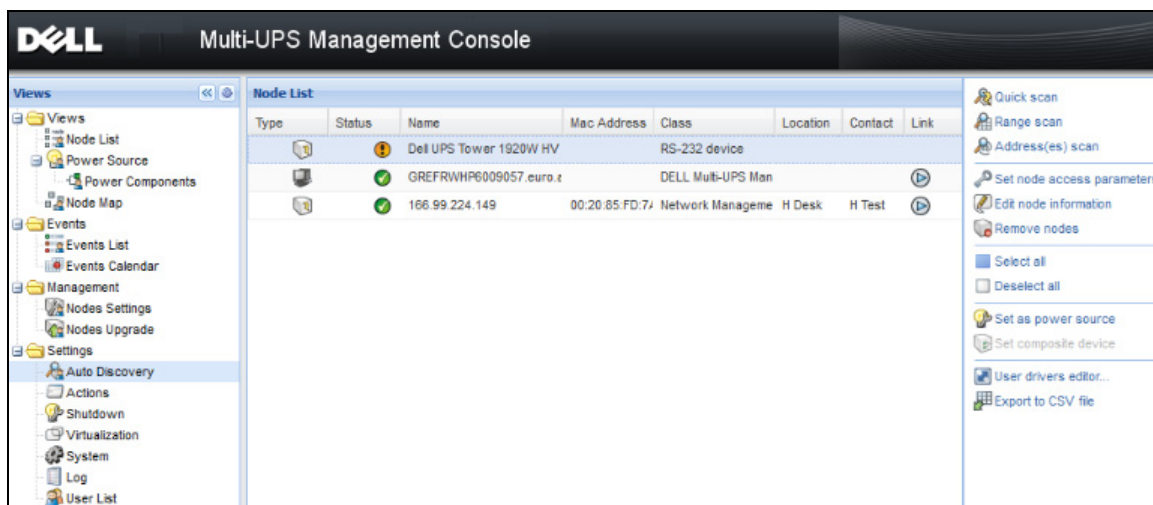 DELL Multi-UPS Management Console
Views
Views
Node List
Power Source
Power Components
Node Map
Events
Events List
Events Calendar
Management
Nodes Settings
Nodes Upgrade
Settings
Auto Discovery
Actions
Shutdown
Virtualization
System
Log
User List
Node List
Type Status Name Mac Address Class Location Contact Link
Dell UPS Tower 1920W HV RS-232 device
GREFRWHP6009057.euro.e DELL Multi-UPS Man
166.99.224.149 00:20:85:FD:7 Network Manageme H Desk H Test
Quick scan
Range scan
Address(es) scan
Set node access parameter
Edit node information
Remove nodes
Select all
Deselect all
Set as power source
Set composite device
User drivers editor...
Export to CSV file